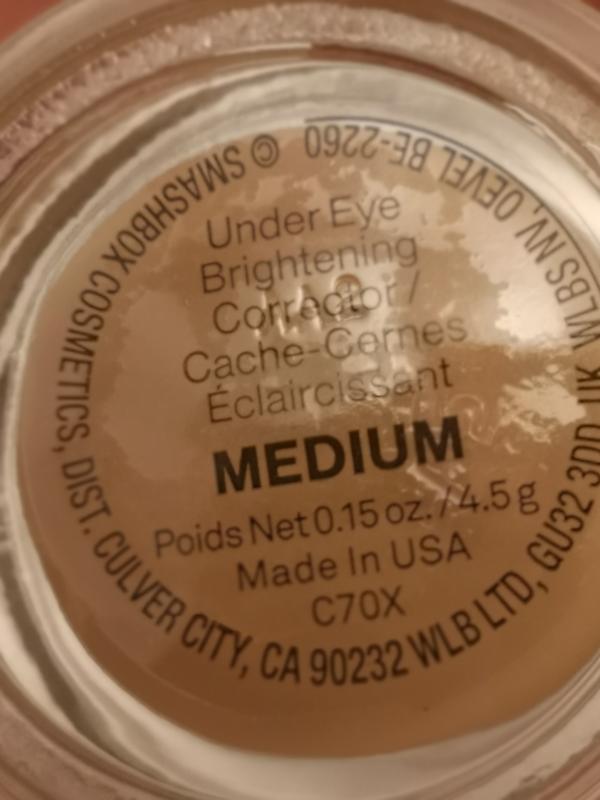 Under Eye
Brightening
Corrector /
Cache-Cernes
Éclaircissant
MEDIUM
Poids Net 0.15 oz. / 4.5 g
Made In USA
C70X
© SMASHBOX COSMETICS, DIST. CULVER CITY, CA 90232 WLB LTD, GU32 3DD UK WLBS NV, OEVEL BE-2260